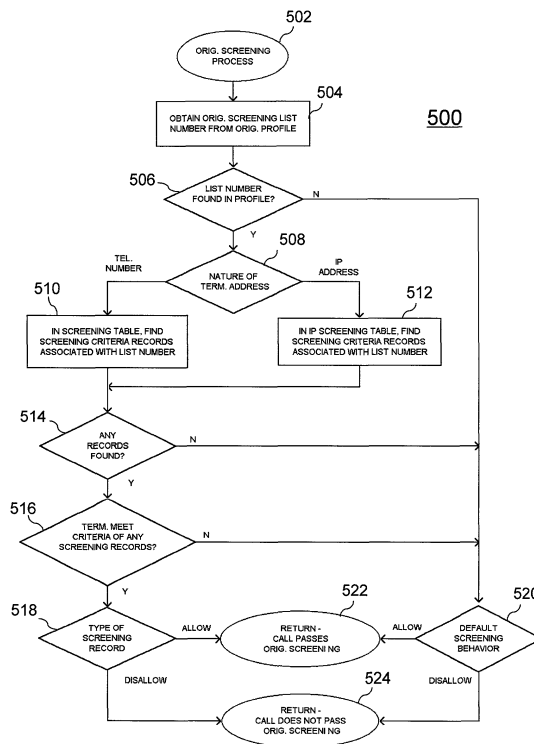 502
ORIG. SCREENING
PROCESS
504
500
OBTAIN ORIG. SCREENING LIST
NUMBER FROM ORIG. PROFILE
506
LIST NUMBER
FOUND IN PROFILE?
N
Y
508
TEL.
NUMBER
IP
ADDRESS
NATURE OF
TERM. ADDRESS
510
512
IN SCREENING TABLE, FIND
SCREENING CRITERIA RECORDS
ASSOCIATED WITH LIST NUMBER
IN IP SCREENING TABLE, FIND
SCREENING CRITERIA RECORDS
ASSOCIATED WITH LIST NUMBER
514
ANY
RECORDS
FOUND?
N
Y
516
TERM. MEET
CRITERIA OF ANY
SCREENING RECORDS?
N
Y
518
TYPE OF
SCREENING
RECORD
ALLOW
DISALLOW
522
RETURN -
CALL PASSES
ORIG. SCREENING
520
ALLOW
DEFAULT
SCREENING
BEHAVIOR
DISALLOW
524
RETURN -
CALL DOES NOT PASS
ORIG. SCREENING